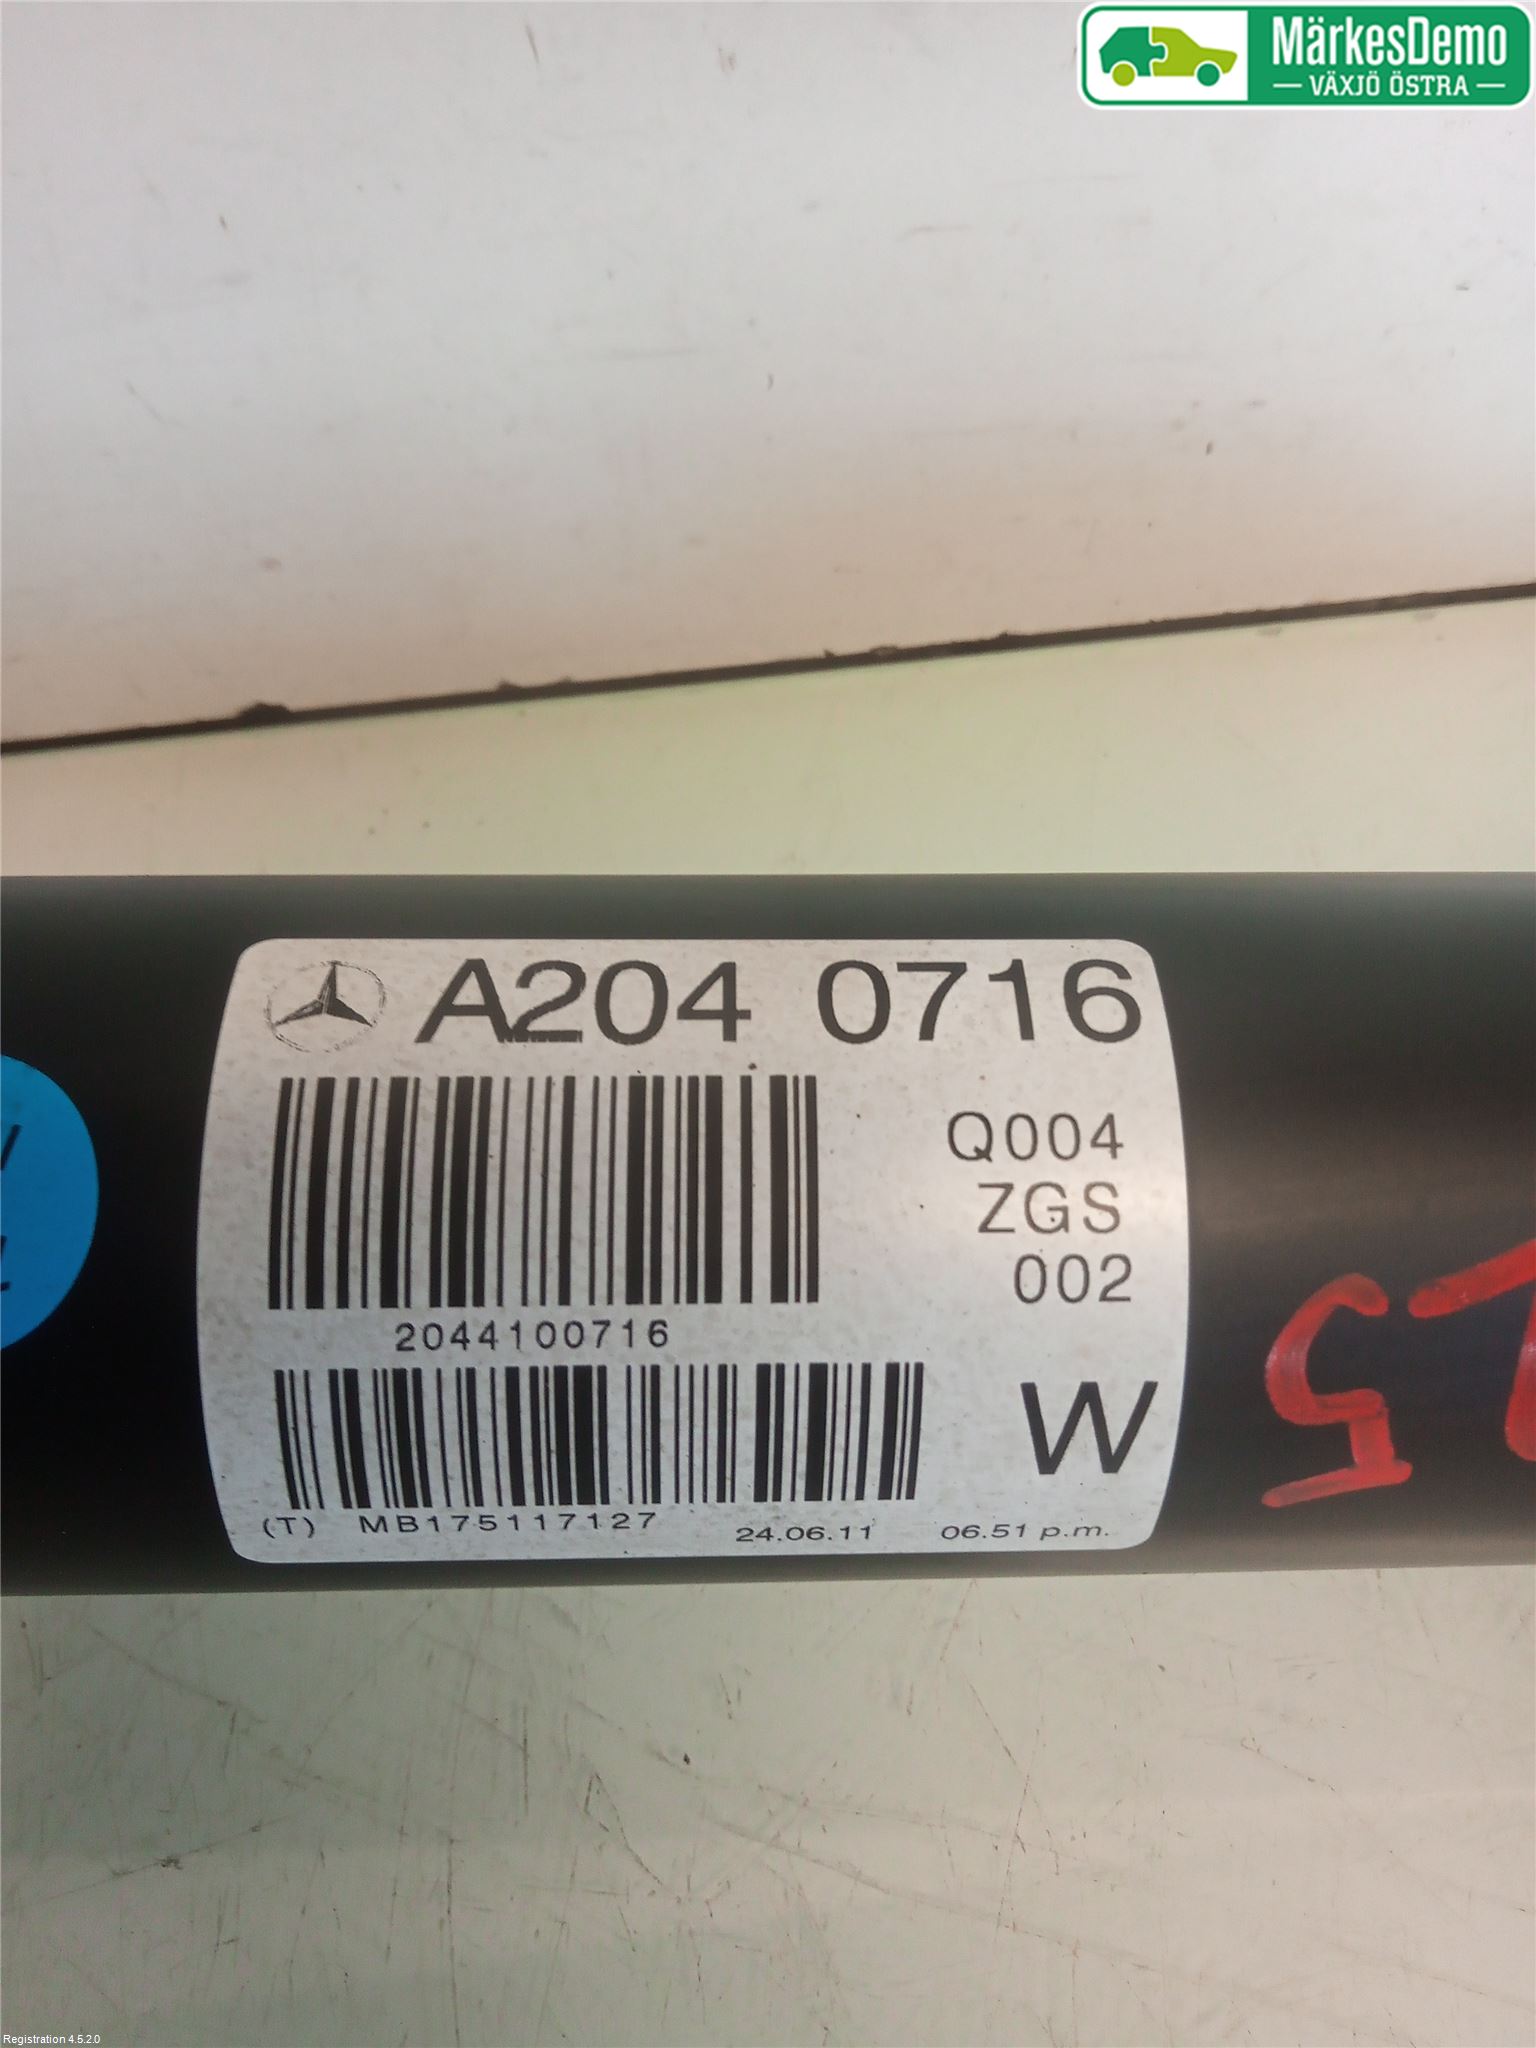 MärkesDemo
VÄXJÖ ÖSTRA
A204 0716
Q004
ZGS
002
2044100716
W
(T) MB175117127 24.06.11 06.51 p.m.
5
Registration 4.5.2.0